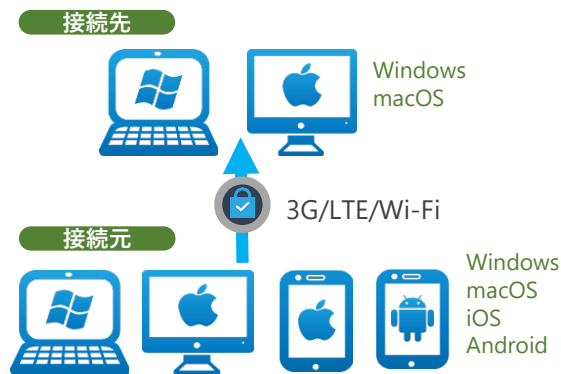 接続先
Windows
macOS
3G/LTE/Wi-Fi
接続元
Windows
macOS
iOS
Android